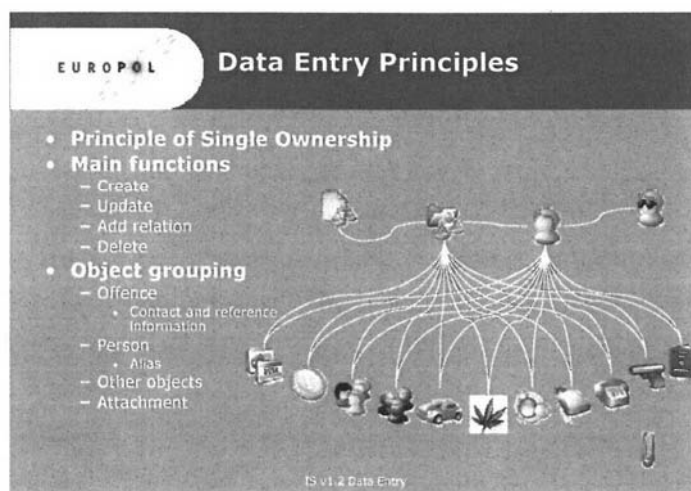 EUROPOL
Data Entry Principles
• Principle of Single Ownership
• Main functions
– Create
– Update
– Add relation
– Delete
• Object grouping
– Offence
• Contact and reference
information
– Person
• Alias
– Other objects
– Attachment
IS v1.2 Data Entry